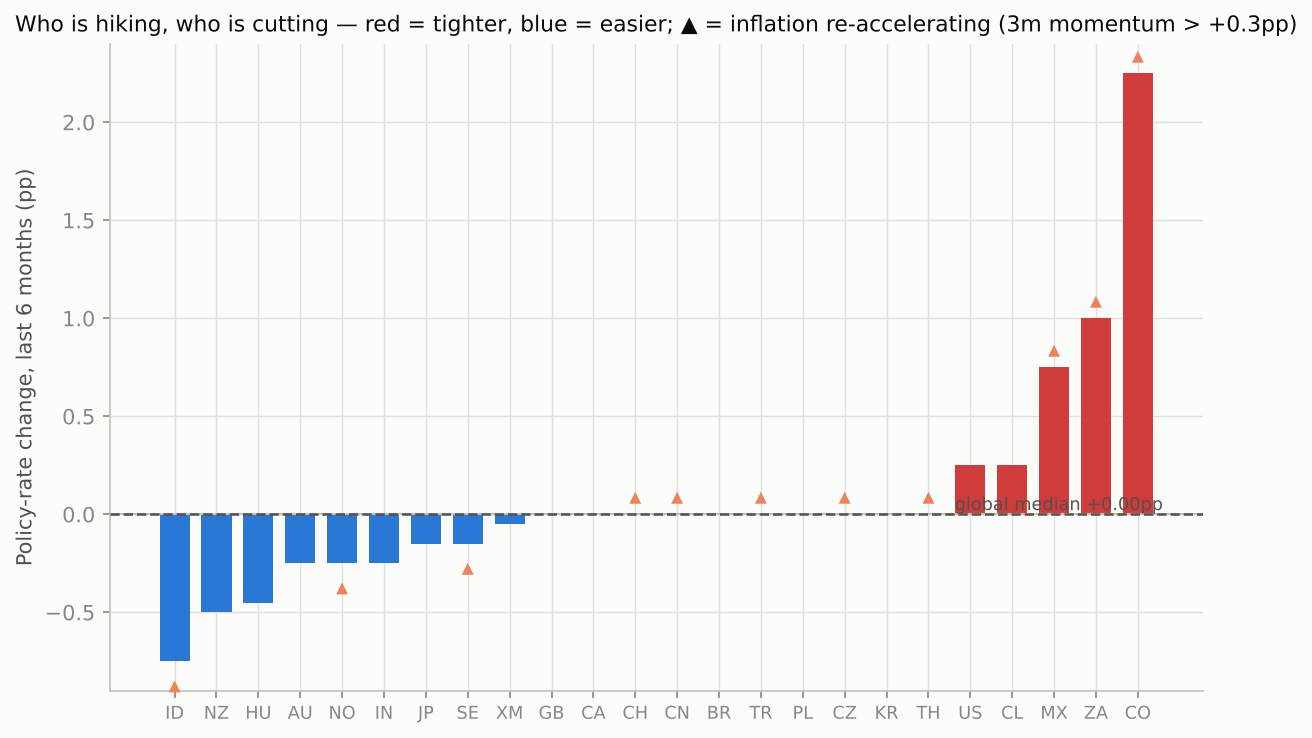 Who is hiking, who is cutting — red = tighter, blue = easier; ▲ = inflation re-accelerating (3m momentum > +0.3pp)
Policy-rate change, last 6 months (pp)
2.0
1.5
1.0
0.5
0.0
−0.5
global median +0.00pp
ID NZ HU AU NO IN JP SE XM GB CA CH CN BR TR PL CZ KR TH US CL MX ZA CO